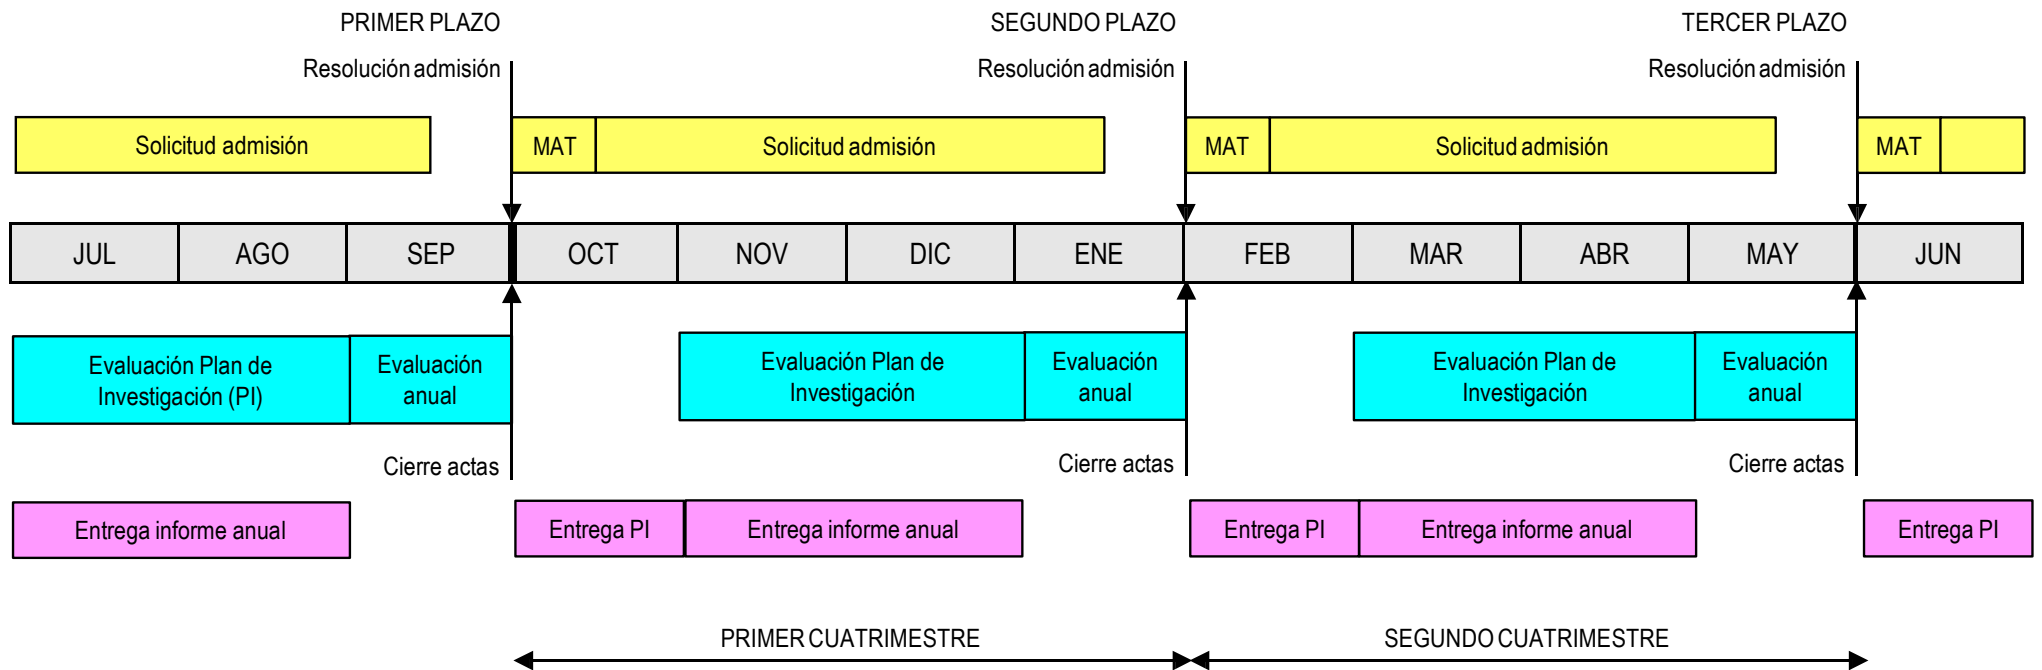 PRIMER PLAZO
SEGUNDO PLAZO
TERCER PLAZO
Resolución admisión
Resolución admisión
Resolución admisión
Solicitud admisión
MAT
Solicitud admisión
MAT
Solicitud admisión
MAT
JUL
AGO
SEP
OCT
NOV
DIC
ENE
FEB
MAR
ABR
MAY
JUN
Evaluación Plan de
Investigación (PI)
Evaluación
anual
Evaluación Plan de
Investigación
Evaluación
anual
Evaluación Plan de
Investigación
Evaluación
anual
Cierre actas
Cierre actas
Cierre actas
Entrega informe anual
Entrega PI
Entrega informe anual
Entrega PI
Entrega informe anual
Entrega PI
PRIMER CUATRIMESTRE
SEGUNDO CUATRIMESTRE